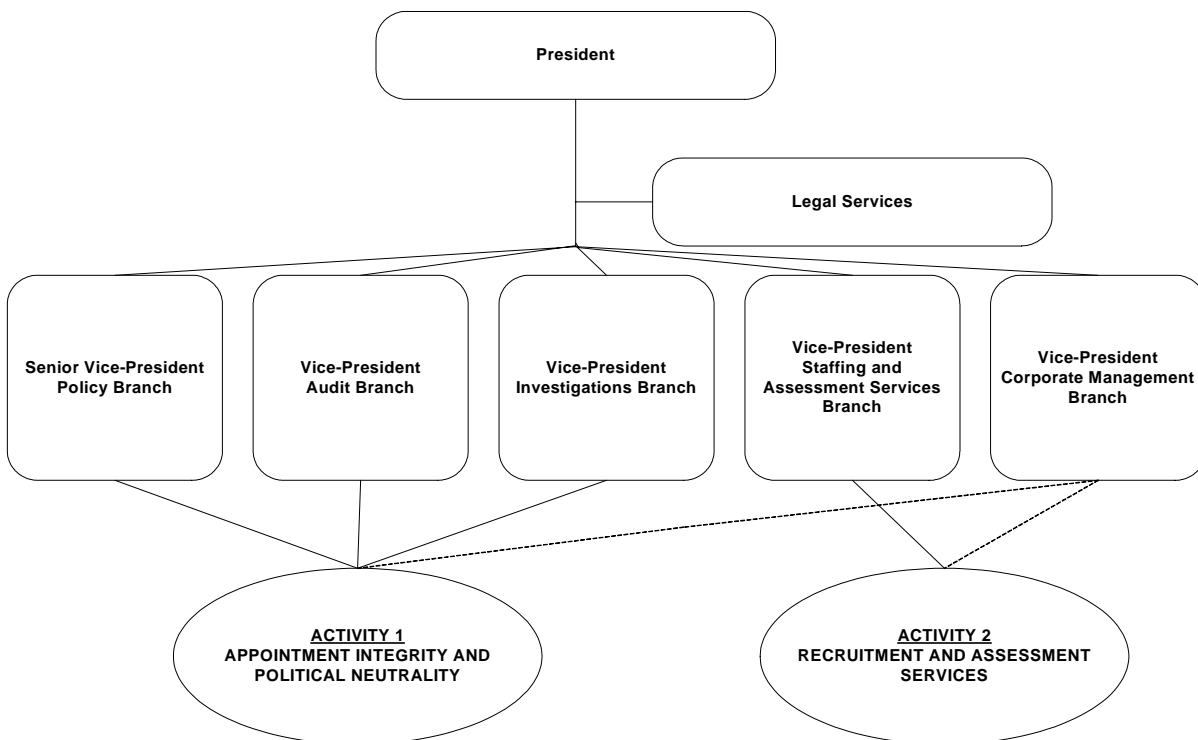 President
Legal Services
Senior Vice-President
Policy Branch
Vice-President
Audit Branch
Vice-President
Investigations Branch
Vice-President
Staffing and
Assessment Services
Branch
Vice-President
Corporate Management
Branch
ACTIVITY 1
APPOINTMENT INTEGRITY AND
POLITICAL NEUTRALITY
ACTIVITY 2
RECRUITMENT AND ASSESSMENT
SERVICES